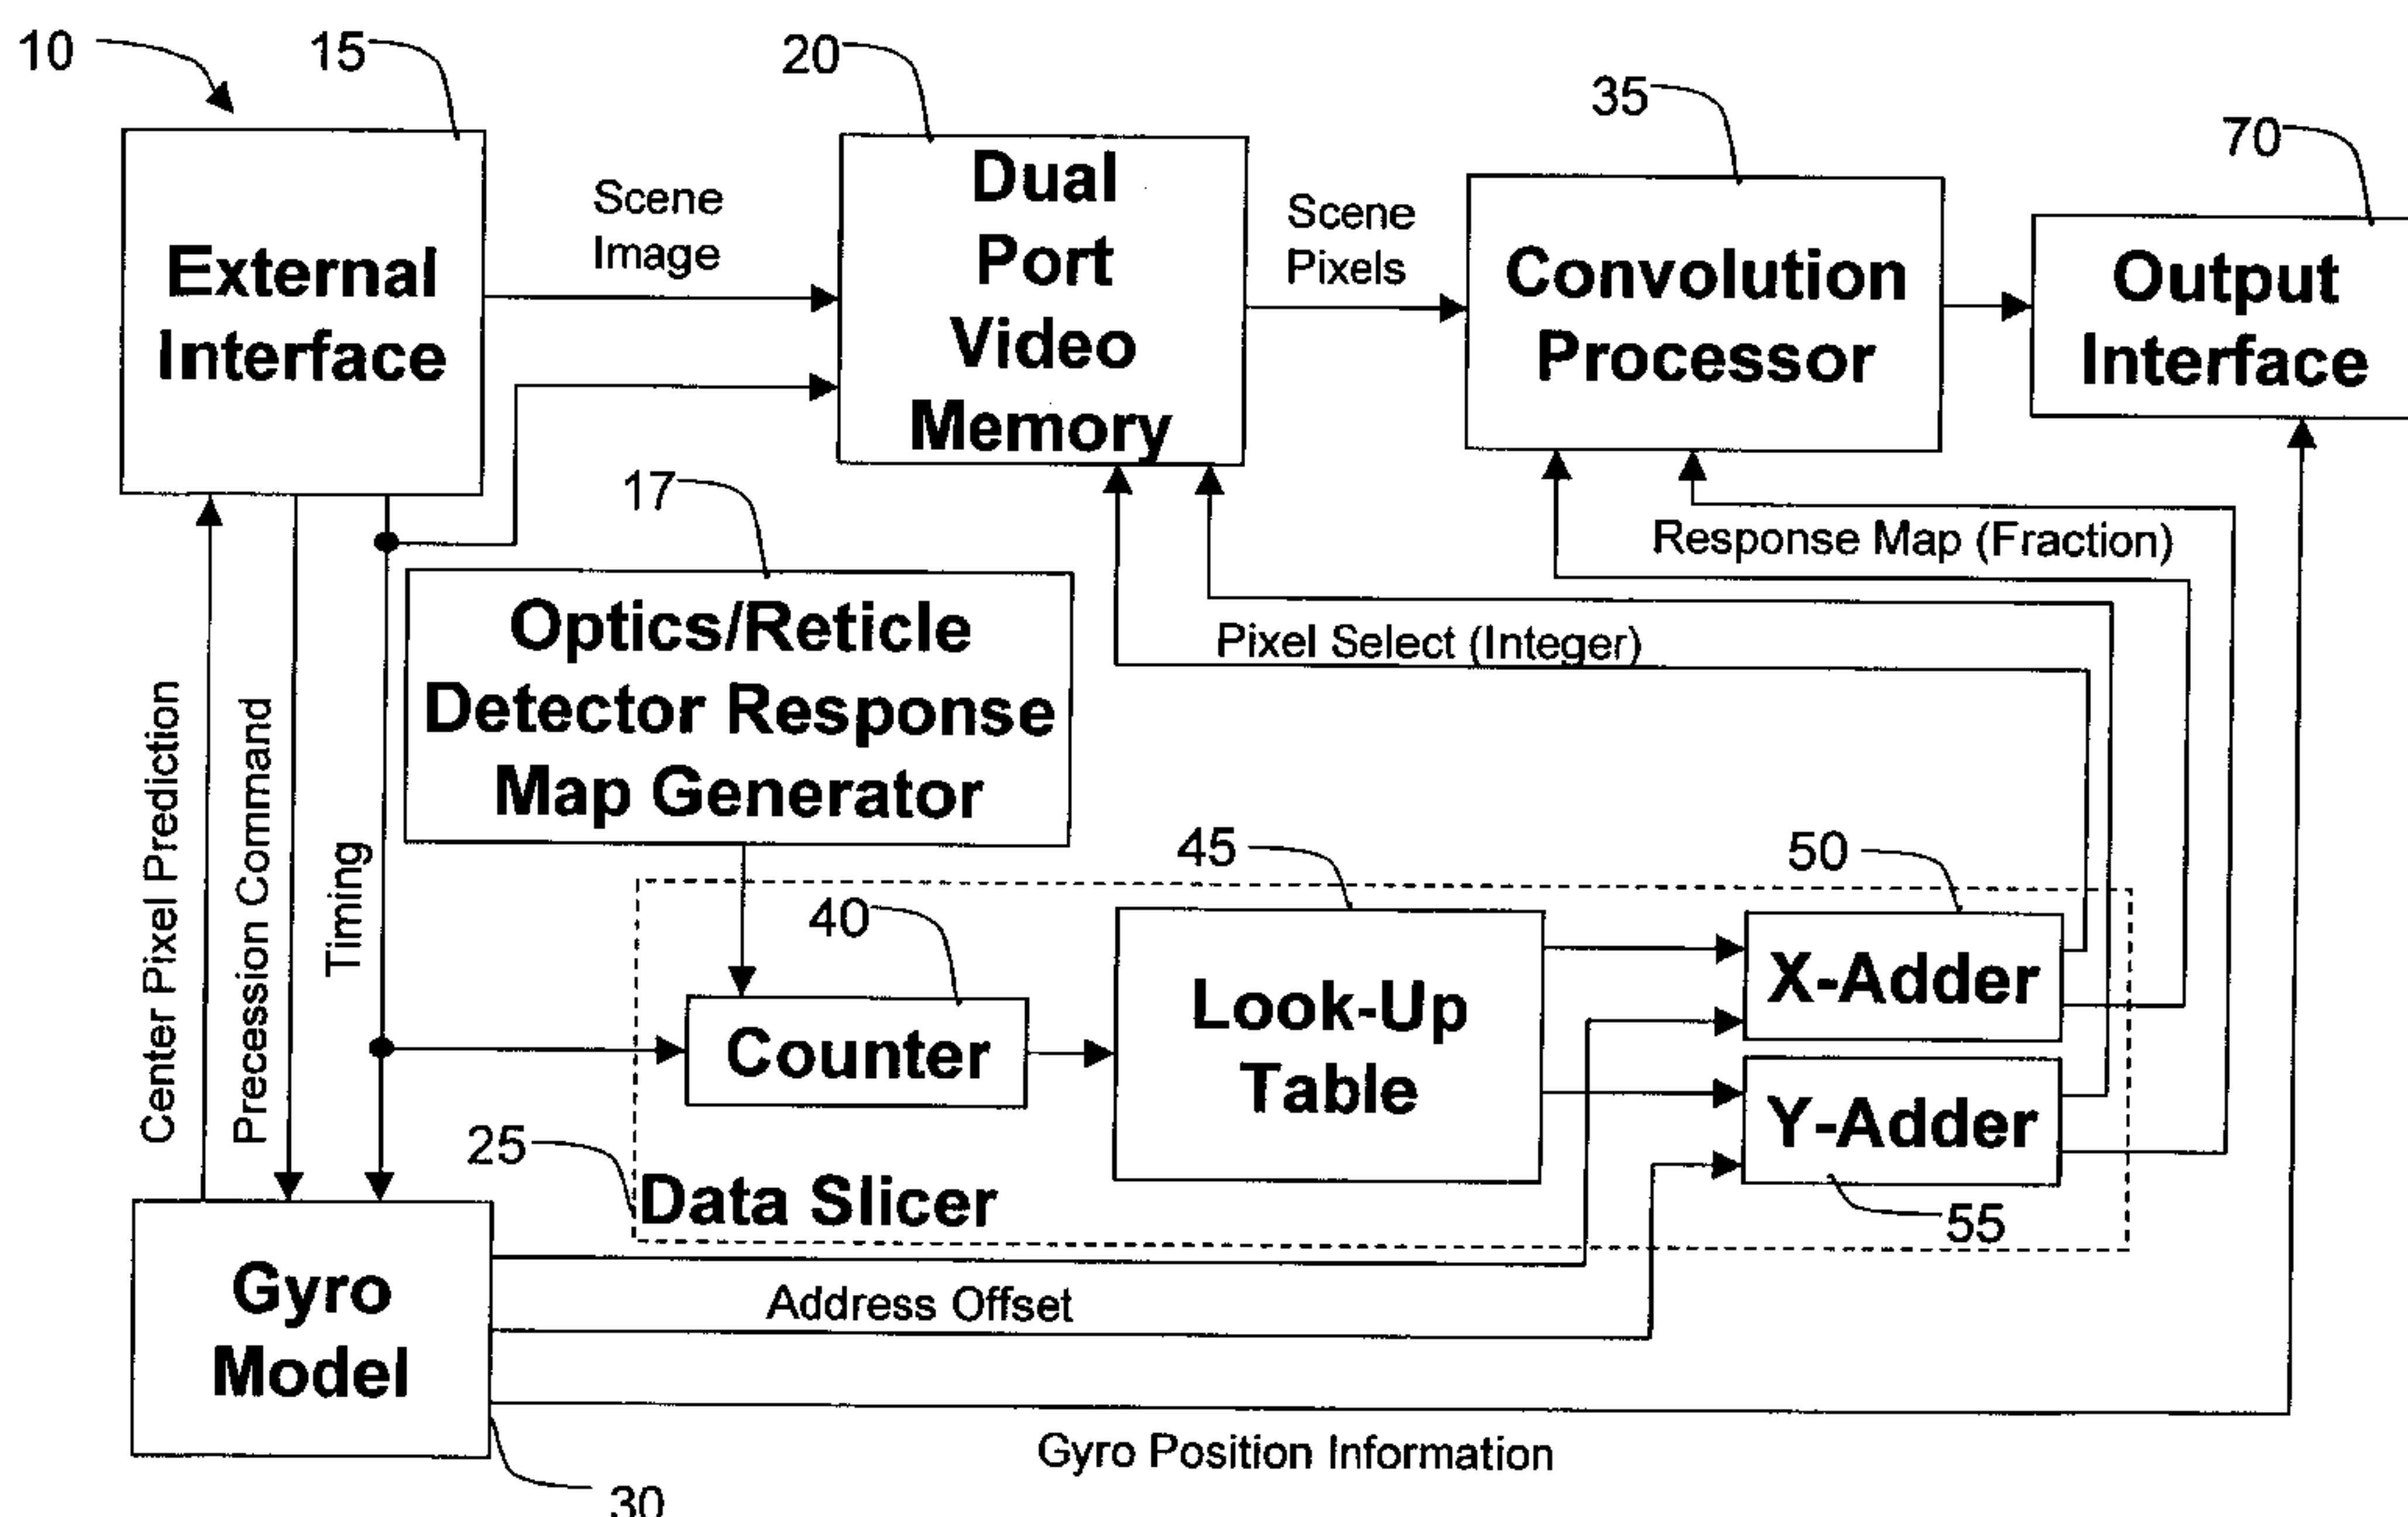 10
15
20
35
70
External
Interface
Scene
Image
Dual
Port
Video
Memory
Scene
Pixels
Convolution
Processor
Output
Interface
17
Response Map (Fraction)
Optics/Reticle
Detector Response
Map Generator
Pixel Select (Integer)
Center Pixel Prediction
Precession Command
Timing
45
50
40
Counter
Look-Up
Table
X-Adder
Y-Adder
25
Data Slicer
55
Gyro
Model
Address Offset
Gyro Position Information
30